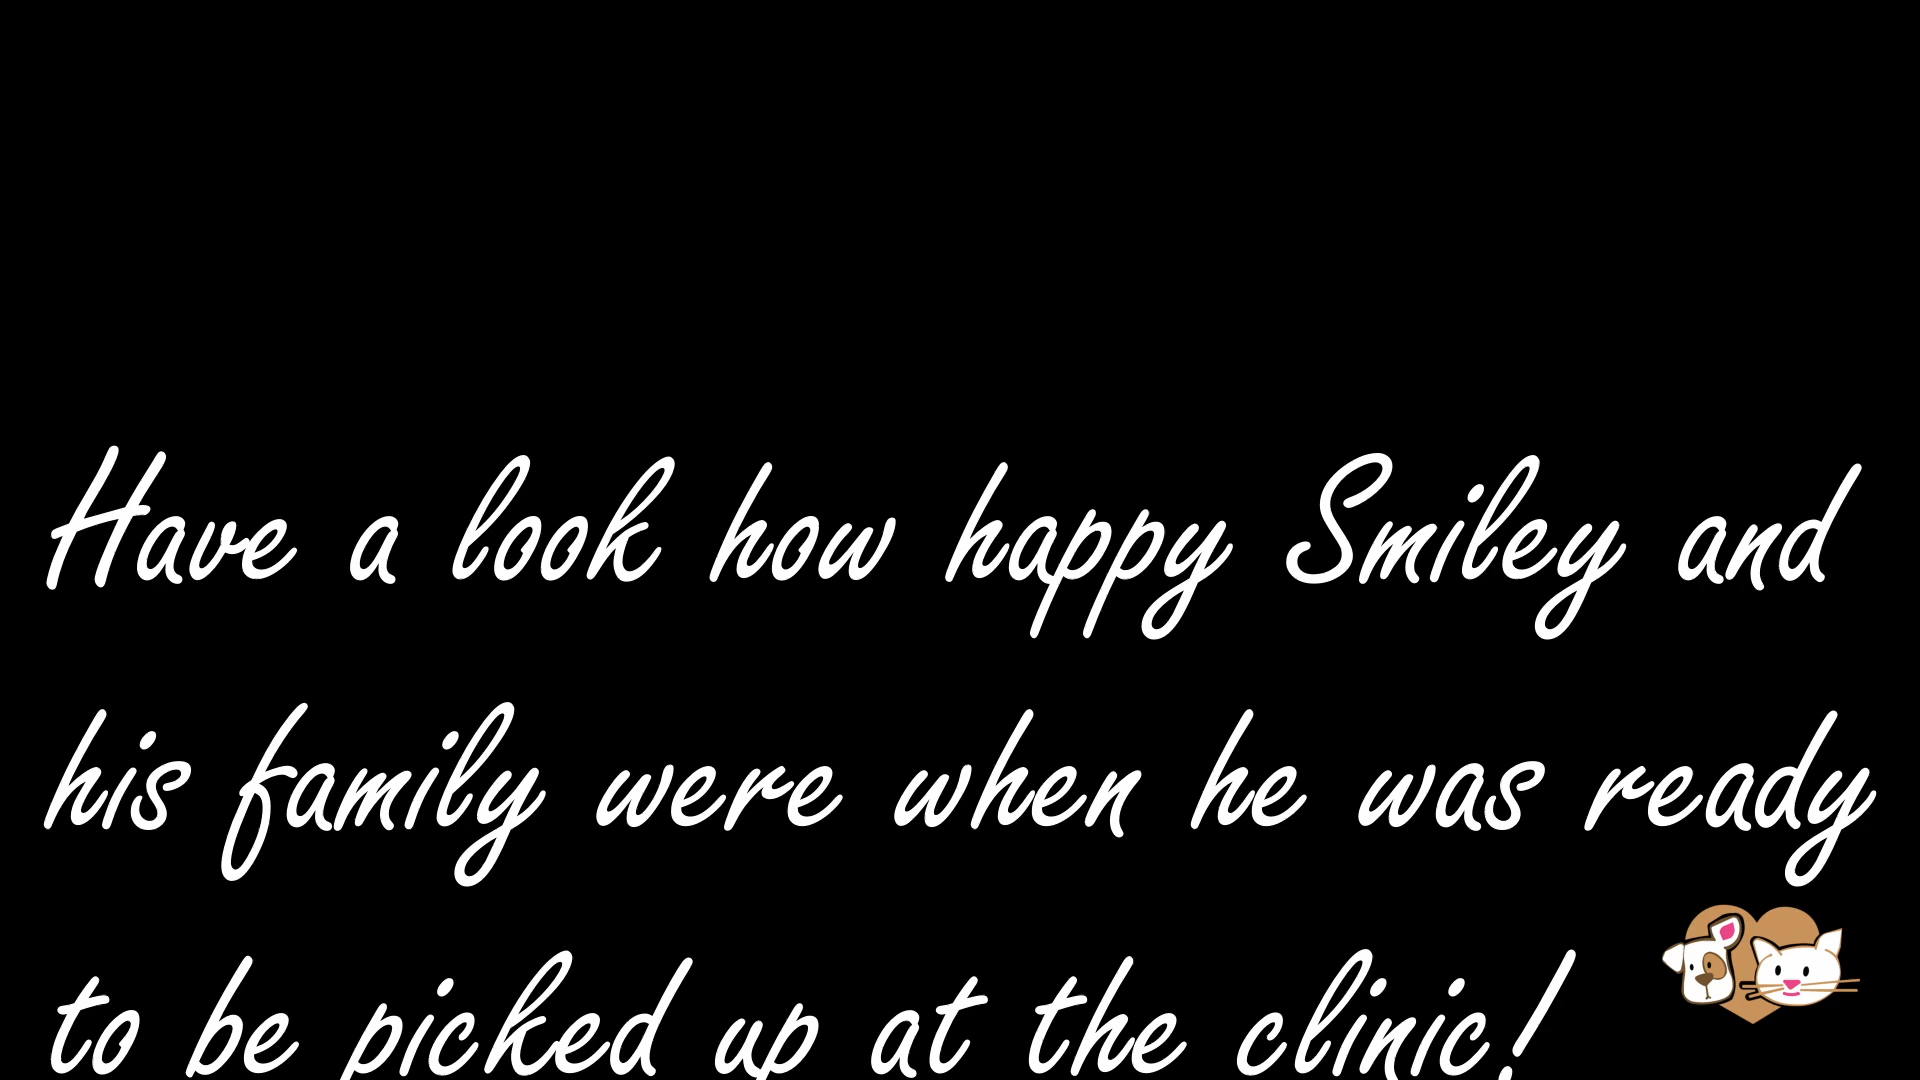 Have a look how happy Smiley and
his family were when he was ready
to be picked up at the clinic!